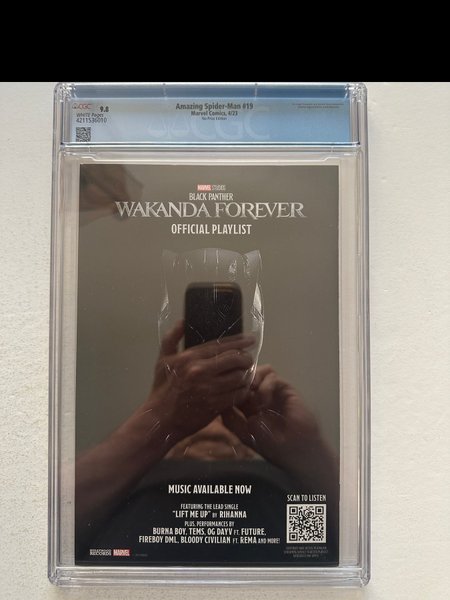 CGC
9.8
WHITE Pages
4211536010
Amazing Spider-Man #19
Marvel Comics, 4/23
MARVEL STUDIOS
BLACK PANTHER
WAKANDA FOREVER
OFFICIAL PLAYLIST
MUSIC AVAILABLE NOW
FEATURING THE LEAD SINGLE
"LIFT ME UP" BY RIHANNA
PLUS, PERFORMANCES BY
BURNA BOY, TEMS, OG DAYV FT. FUTURE,
FIREBOY DML, BLOODY CIVILIAN FT. REMA AND MORE!
SCAN TO LISTEN
RECORDS MARVEL